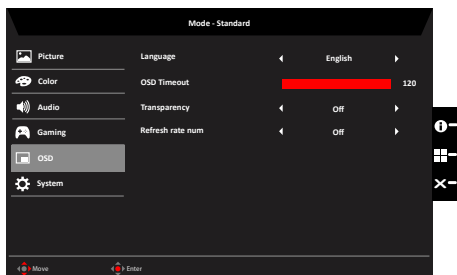 Mode - Standard
Picture
Language
English
Color
OSD Timeout
120
Audio
Transparency
Off
Gaming
Refresh rate num
Off
OSD
System
Move
Enter